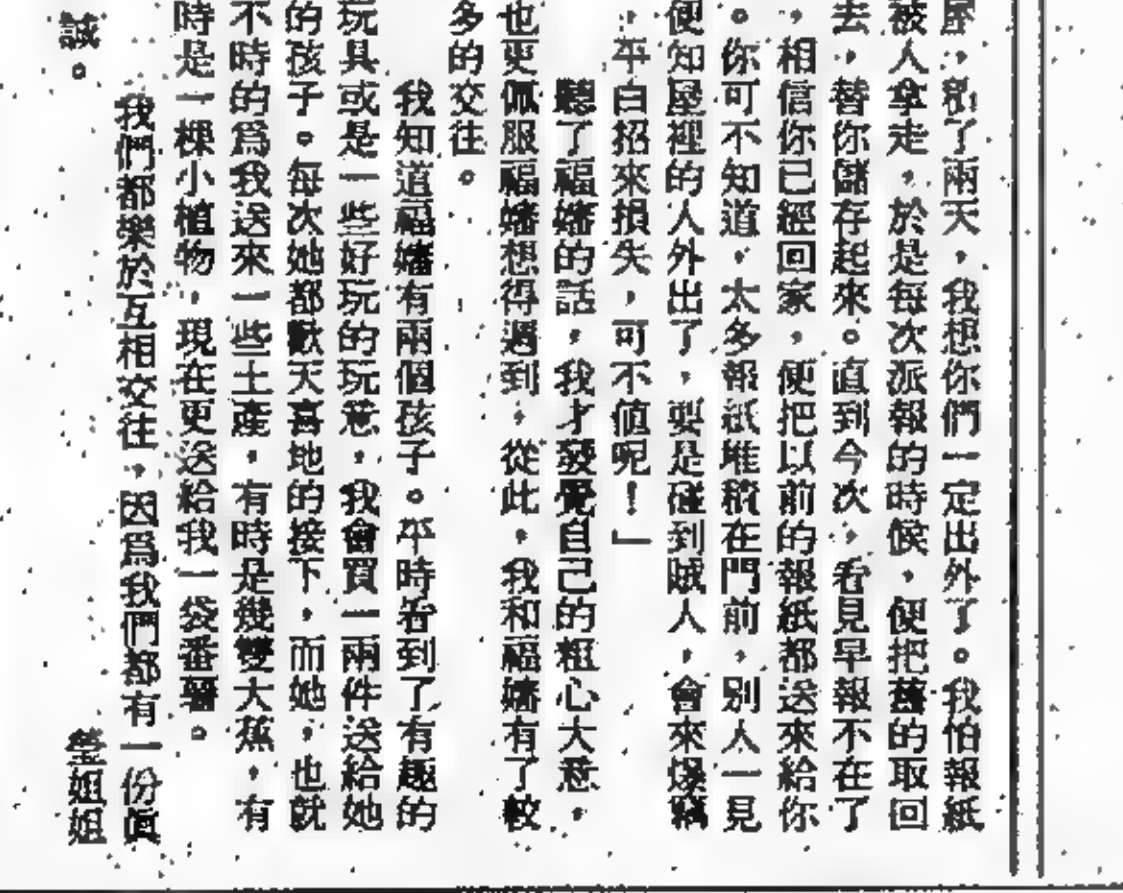 了兩天，我想你們一定出外了。我怕報紙
被人拿走，於是每次派報的時候，便把舊的取回
去，替你儲存起來。直到今次，看見早報不在了
，相信你已經回家，便把以前的報紙都送來給你
。你可不知道，太多報紙堆積在門前，別人一見
便知屋裡的人外出了，要是碰到賊人，會來爆竊
，平白招來損失，可不值呢！」
聽了福嬸的話，我才發覺自己的粗心大意，
也更佩服福嬸想得週到，從此，我和福嬸有了較
多的交往。
我知道福嬸有兩個孩子。平時看到了有趣的
玩具或是一些好玩的玩意，我會買一兩件送給她
的孩子。每次她都歡天喜地的接下，而她，也就
不時的爲我送來一些土產，有時是幾雙大蕉，有
時是一棵小植物，現在更送給我一袋番薯。
我們都樂於互相交往，因爲我們都有一份眞
誠。
瑩姐姐